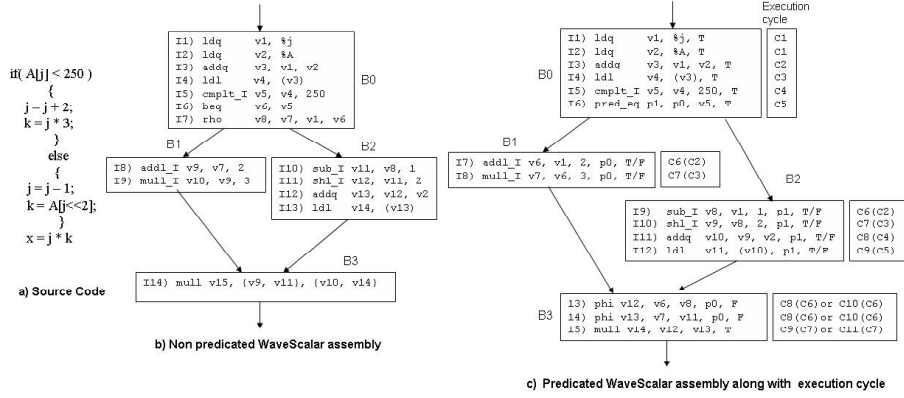 if( A[j] < 250 )
{
j – j + 2;
k = j * 3;
}
else
{
j = j – 1;
k = A[j<<2];
}
x = j * k
a) Source Code
I1) ldq v1, %j
I2) ldq v2, %A
I3) addq v3, v1, v2
I4) ldl v4, (v3)
I5) cmplt_I v5, v4, 250
I6) beq v6, v5
I7) rho v8, v7, v1, v6
B0
B1
I8) addl_I v9, v7, 2
I9) mull_I v10, v9, 3
B2
I10) sub_I v11, v8, 1
I11) shl_I v12, v11, 2
I12) addq v13, v12, v2
I13) ldl v14, (v13)
B3
I14) mull v15, {v9, v11}, {v10, v14}
b) Non predicated WaveScalar assembly
Execution cycle
B0
I1) ldq v1, %j, T
I2) ldq v2, %A, T
I3) addq v3, v1, v2, T
I4) ldl v4, (v3), T
I5) cmplt_I v5, v4, 250, T
I6) pred_eq p1, p0, v5, T
C1
C1
C2
C3
C4
C5
B1
I7) addl_I v6, v1, 2, p0, T/F
I8) mull_I v7, v6, 3, p0, T/F
C6(C2)
C7(C3)
B2
I9) sub_I v8, v1, 1, p1, T/F
I10) shl_I v9, v8, 2, p1, T/F
I11) addq v10, v9, v2, p1, T/F
I12) ldl v11, (v10), p1, T/F
C6(C2)
C7(C3)
C8(C4)
C9(C5)
B3
13) phi v12, v6, v8, p0, F
14) phi v13, v7, v11, p0, F
15) mull v14, v12, v13, T
C8(C6) or C10(C6)
C8(C6) or C10(C6)
C9(C7) or C11(C7)
c) Predicated WaveScalar assembly along with execution cycle